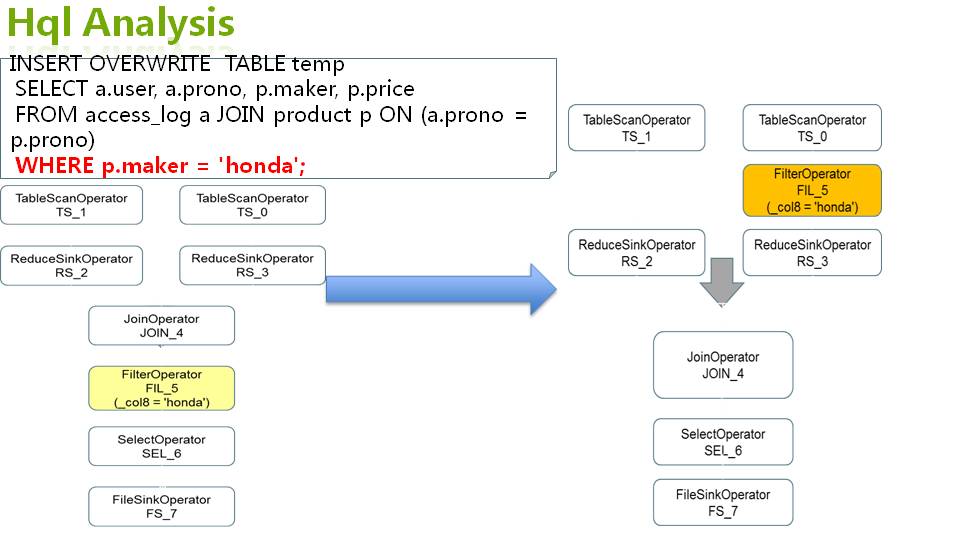 Hql Analysis
INSERT OVERWRITE  TABLE temp
SELECT a.user, a.prono, p.maker, p.price
FROM access_log a JOIN product p ON (a.prono =
p.prono)
WHERE p.maker = 'honda';
TableScanOperator
TS_1
TableScanOperator
TS_0
ReduceSinkOperator
RS_2
ReduceSinkOperator
RS_3
JoinOperator
JOIN_4
FilterOperator
FIL_5
(_col8 = 'honda')
SelectOperator
SEL_6
FileSinkOperator
FS_7
TableScanOperator
TS_1
TableScanOperator
TS_0
FilterOperator
FIL_5
(_col8 = 'honda')
ReduceSinkOperator
RS_2
ReduceSinkOperator
RS_3
JoinOperator
JOIN_4
SelectOperator
SEL_6
FileSinkOperator
FS_7